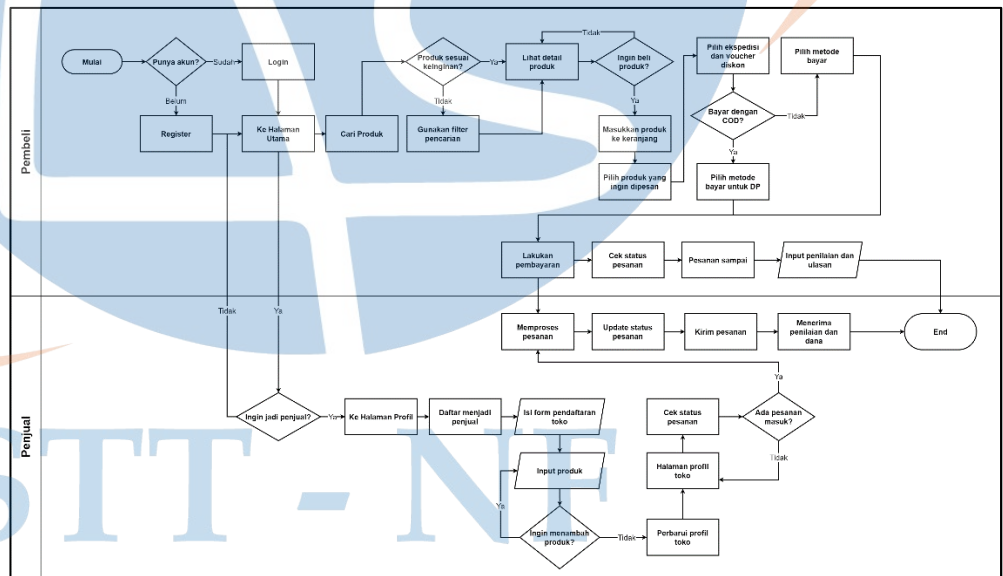 Pembeli
Mulai
Punya akun?
Sudah
Login
Belum
Register
Ke Halaman
Utama
Cari Produk
Produk sesuai
keinginan?
Ya
Tidak
Gunakan filter
pencarian
Lihat detail
produk
Tidak
Ingin beli
produk?
Ya
Masukkan produk
ke keranjang
Pilih produk yang
ingin dipesan
Pilih ekspedisi
dan voucher
diskon
Bayar dengan
COD?
Tidak
Pilih metode
bayar
Ya
Pilih metode
bayar untuk DP
Lakukan
pembayaran
Cek status
pesanan
Pesanan sampai
Input penilaian dan
ulasan
Penjual
Tidak
Ya
Memproses
pesanan
Update status
pesanan
Kirim pesanan
Menerima
penilaian dan
dana
End
Ingin jadi penjual?
Ya
Ke Halaman Profil
Daftar menjadi
penjual
Isi form pendaftaran
toko
Input produk
Ya
Ingin menambah
produk?
Tidak
Perbarui profil
toko
Halaman profil
toko
Cek status
pesanan
Ada pesanan
masuk?
Ya
Tidak
STT - NF